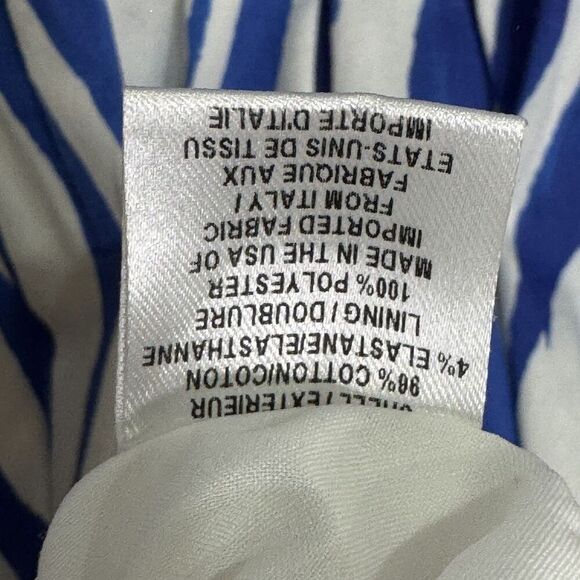 SHELL / EXTERIEUR
96% COTTON/COTON
4% ELASTANE/ELASTHANNE
LINING / DOUBLURE
100% POLYESTER
MADE IN THE USA OF
IMPORTED FABRIC
FROM ITALY /
FABRIQUE AUX
ETATS-UNIS DE TISSU
IMPORTE D'ITALIE